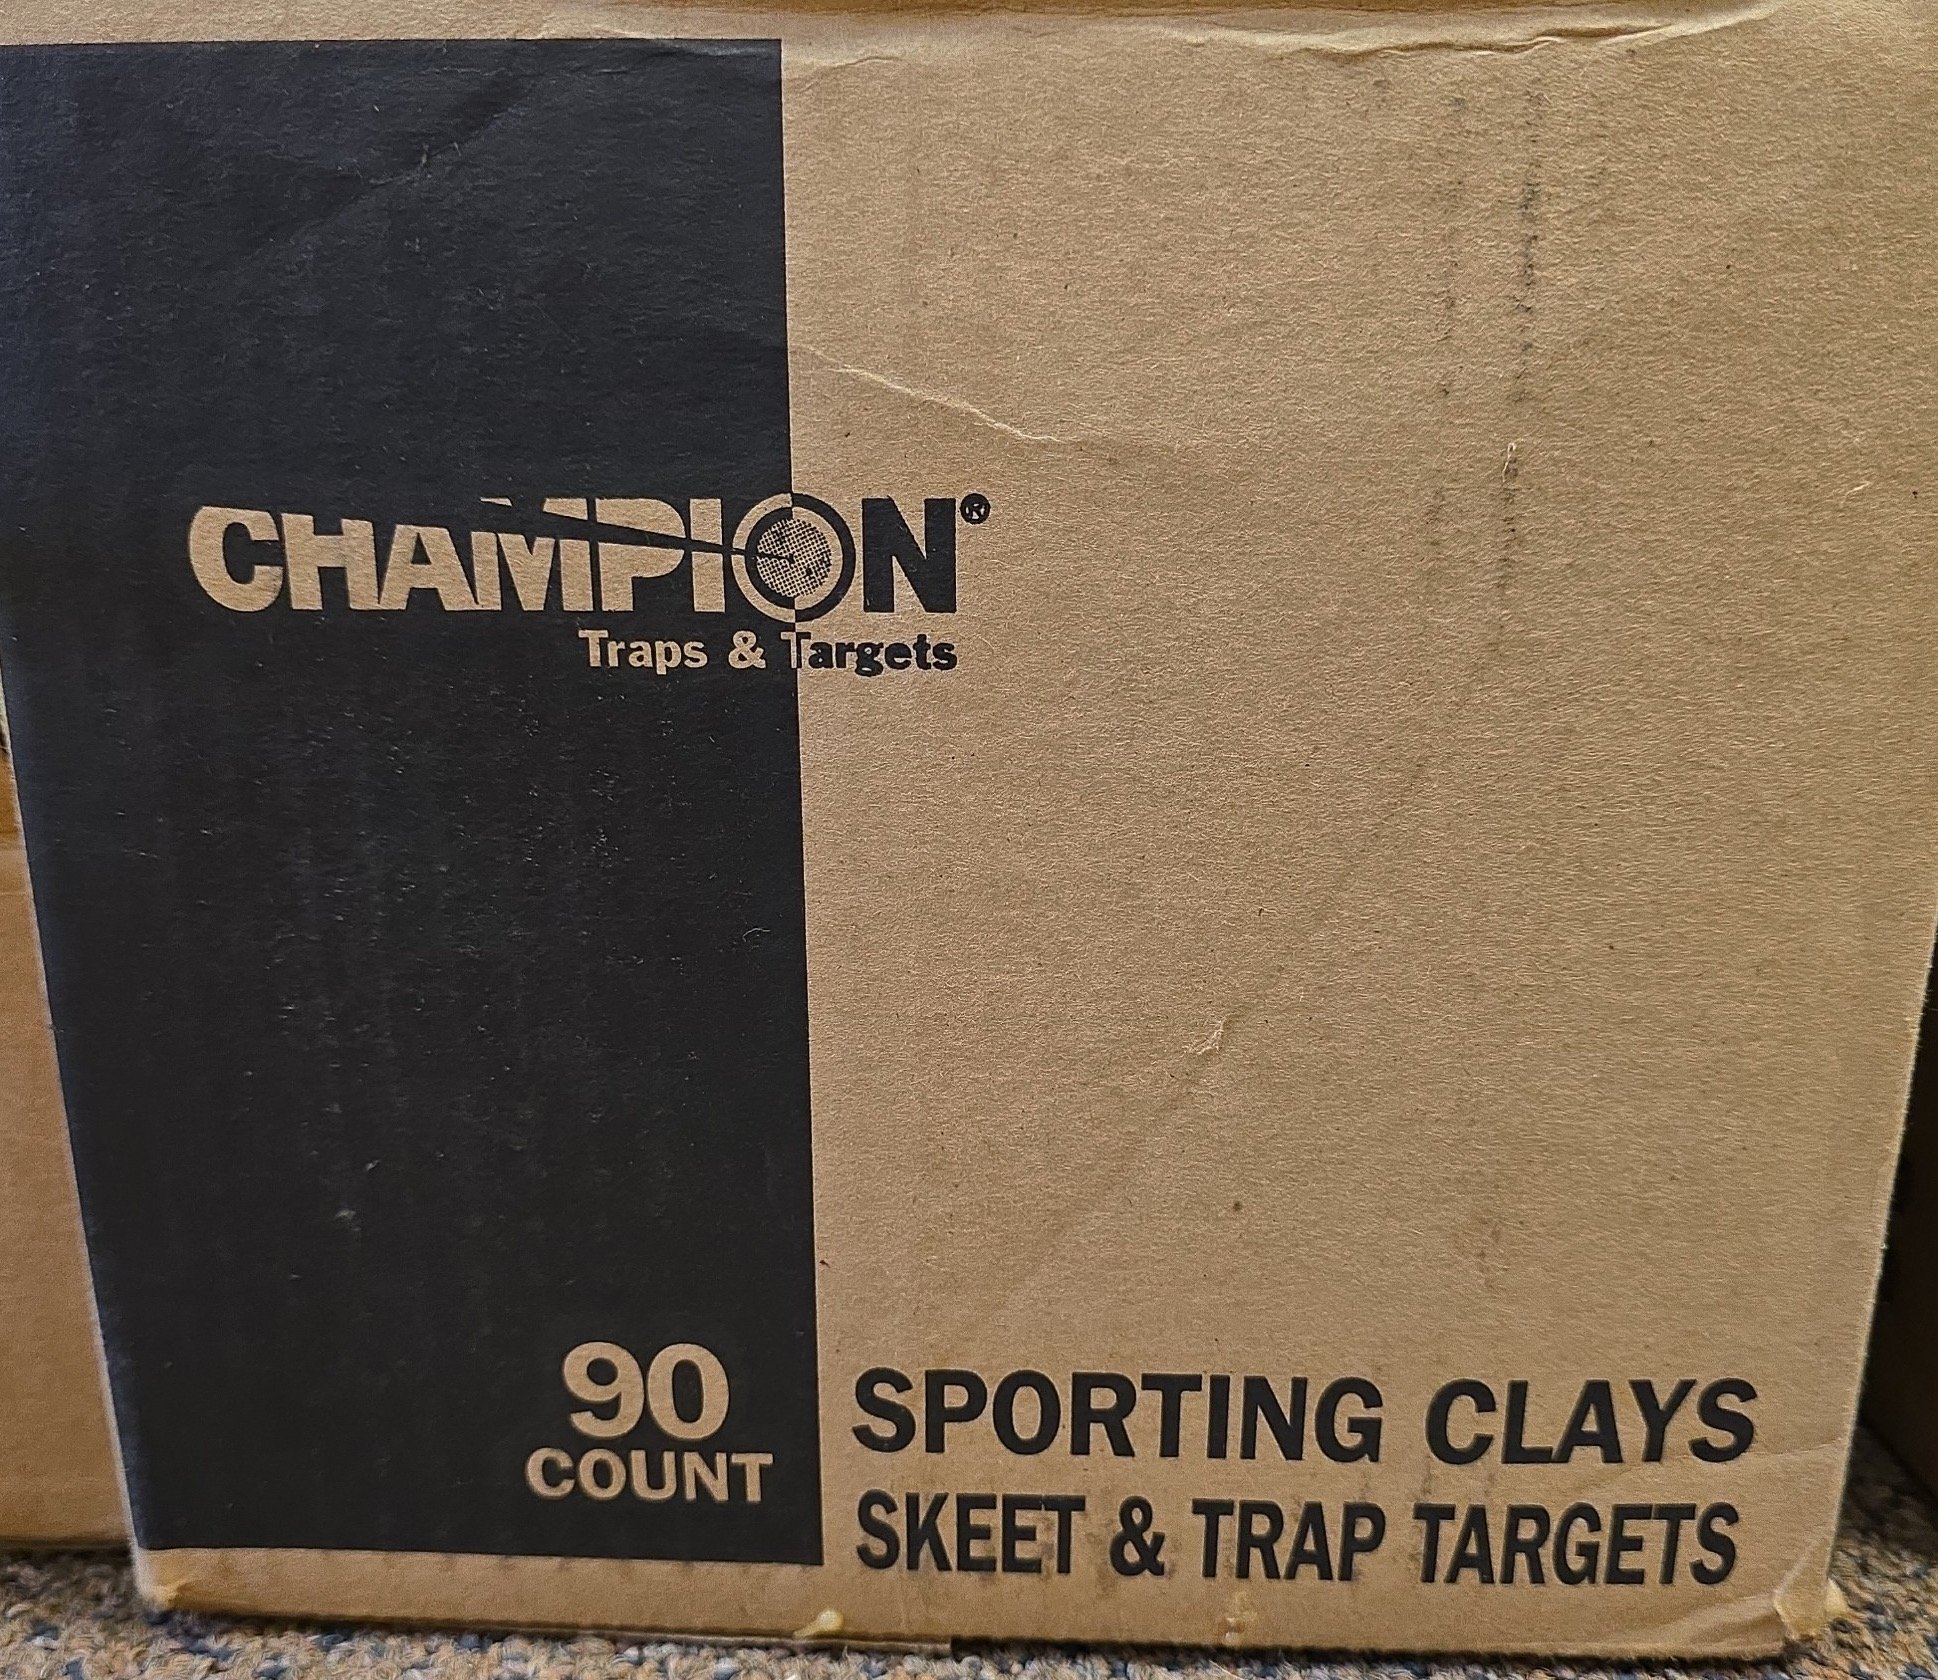 CHAMPION®
Traps & Targets
90
COUNT
SPORTING CLAYS
SKEET & TRAP TARGETS